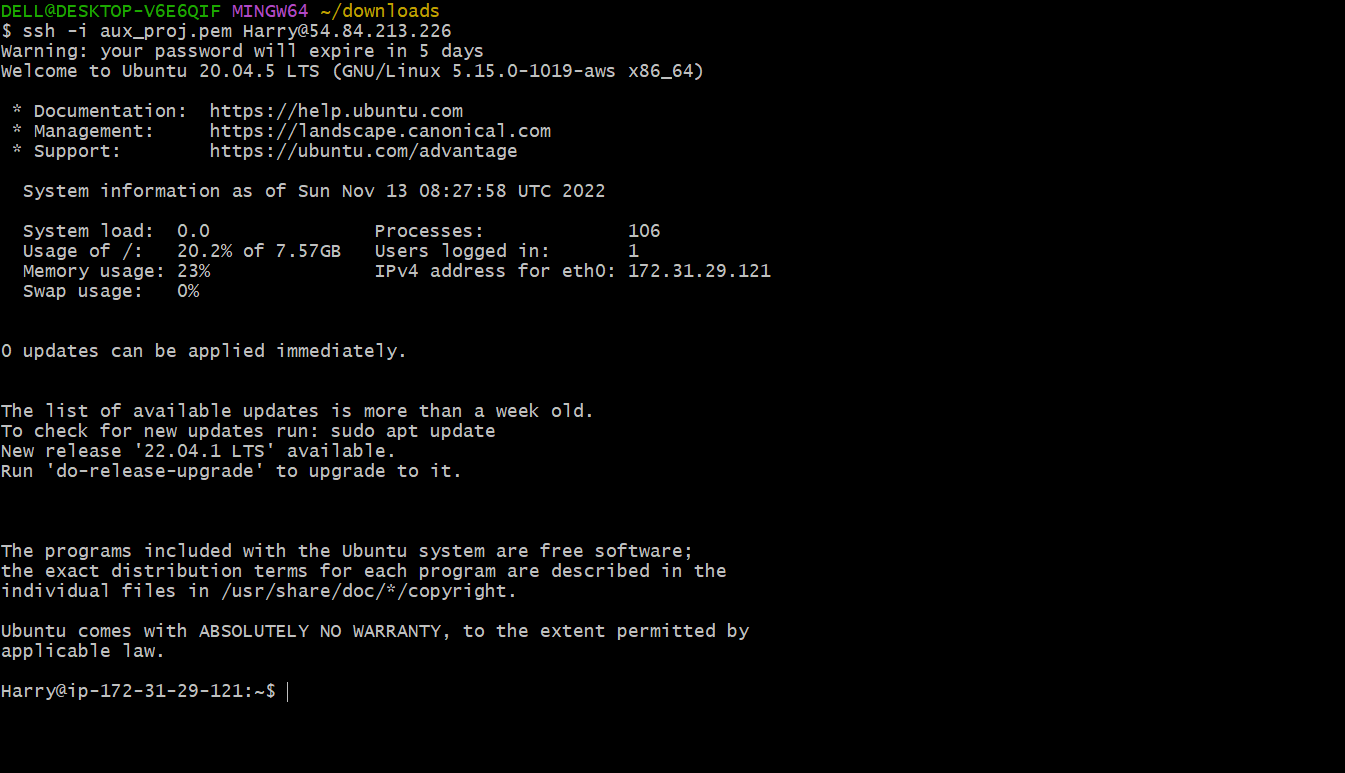 DELL@DESKTOP-V6E6QIF MINGW64 ~/downloads
$ ssh -i aux_proj.pem Harry@54.84.213.226
Warning: your password will expire in 5 days
Welcome to Ubuntu 20.04.5 LTS (GNU/Linux 5.15.0-1019-aws x86_64)

 * Documentation:  https://help.ubuntu.com
 * Management:     https://landscape.canonical.com
 * Support:        https://ubuntu.com/advantage

  System information as of Sun Nov 13 08:27:58 UTC 2022

  System load:  0.0               Processes:             106
  Usage of /:   20.2% of 7.57GB   Users logged in:       1
  Memory usage: 23%               IPv4 address for eth0: 172.31.29.121
  Swap usage:   0%

0 updates can be applied immediately.

The list of available updates is more than a week old.
To check for new updates run: sudo apt update
New release '22.04.1 LTS' available.
Run 'do-release-upgrade' to upgrade to it.

The programs included with the Ubuntu system are free software;
the exact distribution terms for each program are described in the
individual files in /usr/share/doc/*/copyright.

Ubuntu comes with ABSOLUTELY NO WARRANTY, to the extent permitted by
applicable law.

Harry@ip-172-31-29-121:~$